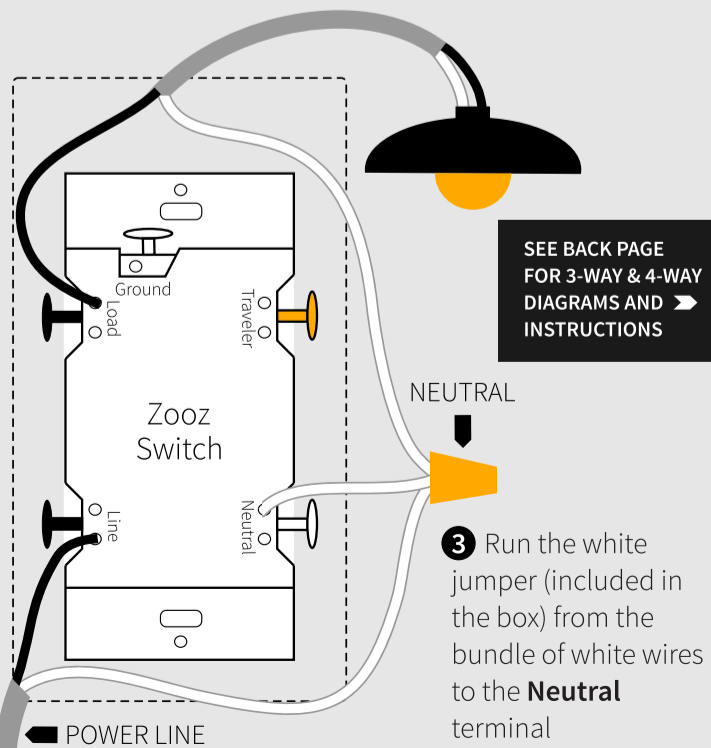 SEE BACK PAGE
FOR 3-WAY & 4-WAY
DIAGRAMS AND
INSTRUCTIONS
Ground
Load
Traveler
Zooz
Switch
NEUTRAL
Line
Neutral
3 Run the white
jumper (included in
the box) from the
bundle of white wires
to the Neutral
terminal
POWER LINE